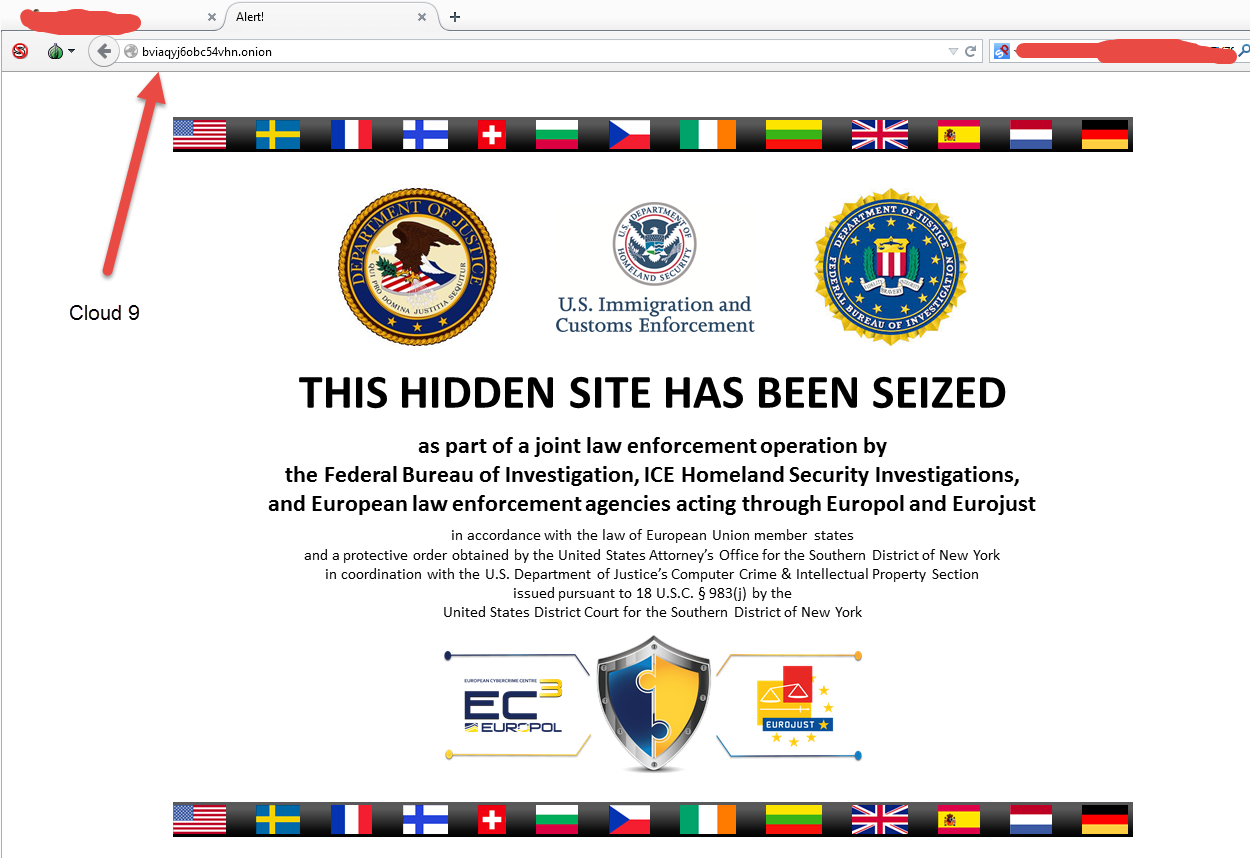 Alert!
bviaqyj6obc54vhn.onion
Cloud 9
DEPARTMENT OF JUSTICE
QUI PRO DOMINA JUSTITIA SEQUITUR
U.S. DEPARTMENT OF HOMELAND SECURITY
U.S. Immigration and
Customs Enforcement
DEPARTMENT OF JUSTICE
FEDERAL BUREAU OF INVESTIGATION
FIDELITY BRAVERY INTEGRITY
THIS HIDDEN SITE HAS BEEN SEIZED
as part of a joint law enforcement operation by
the Federal Bureau of Investigation, ICE Homeland Security Investigations,
and European law enforcement agencies acting through Europol and Eurojust
in accordance with the law of European Union member states
and a protective order obtained by the United States Attorney’s Office for the Southern District of New York
in coordination with the U.S. Department of Justice’s Computer Crime & Intellectual Property Section
issued pursuant to 18 U.S.C. § 983(j) by the
United States District Court for the Southern District of New York
EUROPEAN CYBERCRIME CENTRE
EC3
EUROPOL
EUROJUST